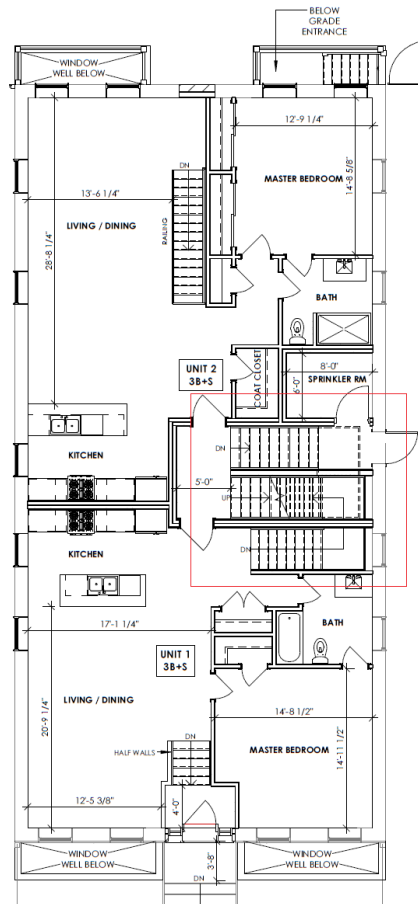 BELOW
GRADE
ENTRANCE
WINDOW
WELL BELOW
12'-9 1/4"
DN
13'-6 1/4"
MASTER BEDROOM
14'-8 5/8"
LIVING / DINING
RAILING
28'-8 1/4"
BATH
UNIT 2
3B+S
COAT CLOSET
8'-0"
6'-0"
SPRINKLER RM
KITCHEN
DN
5'-0"
UP
DN
KITCHEN
17'-1 1/4"
BATH
UNIT 1
3B+S
20'-9 1/4"
LIVING / DINING
14'-8 1/2"
DN
HALF WALLS
MASTER BEDROOM
14'-11 1/2"
12'-5 3/8"
4'-0"
WINDOW
WELL BELOW
3'-8"
DN
WINDOW
WELL BELOW